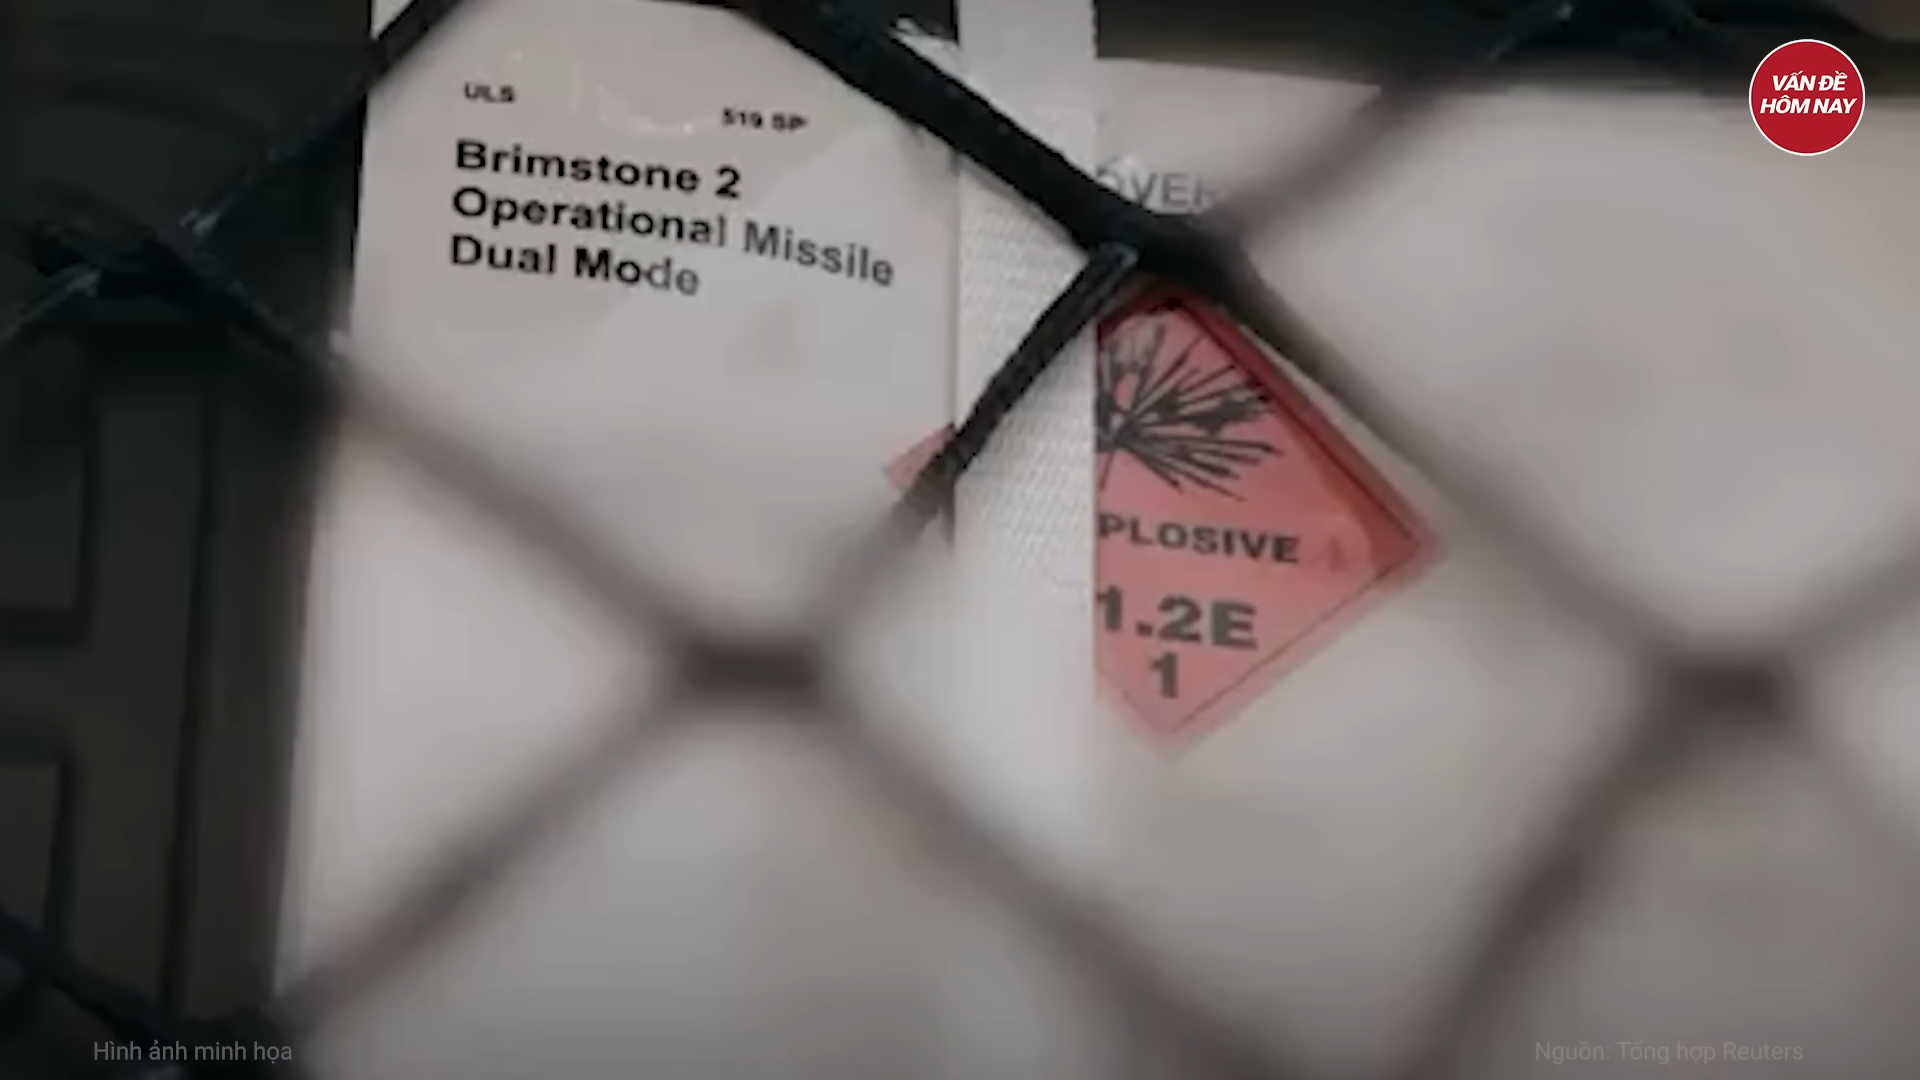 ULS
519 SP
Brimstone 2
Operational Missile
Dual Mode
OVER
PLOSIVE
1.2E
1
VẤN ĐỀ
HÔM NAY
Hình ảnh minh họa
Nguồn: Tổng hợp Reuters